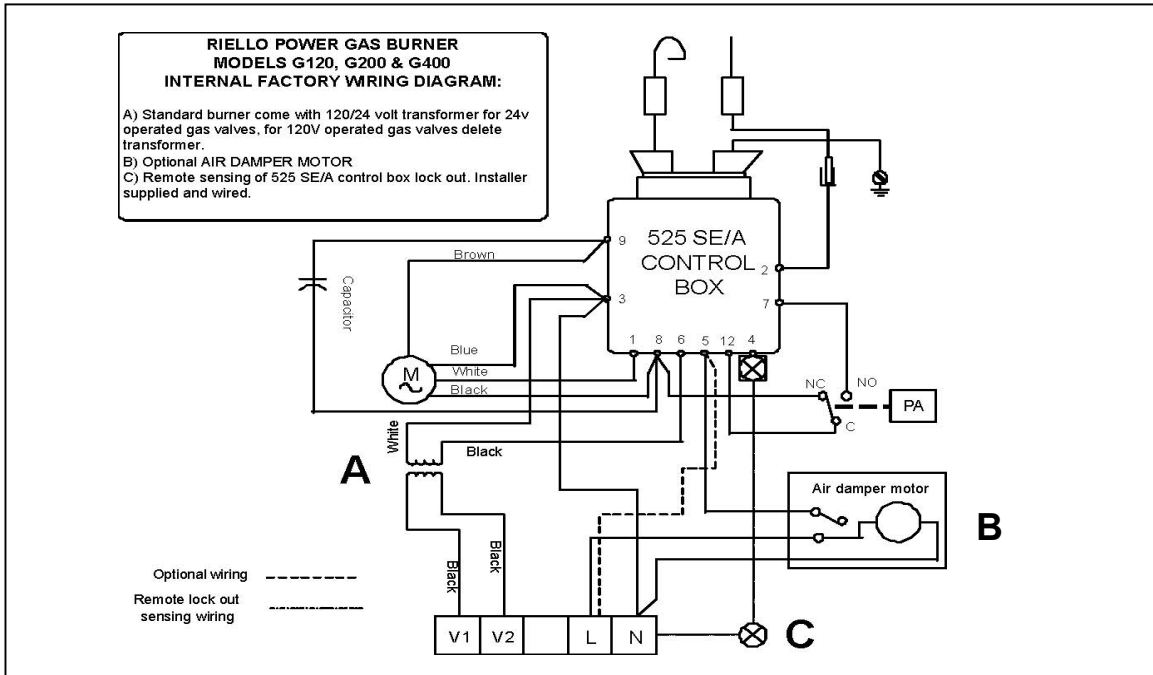 RIELLO POWER GAS BURNER
MODELS G120, G200 & G400
INTERNAL FACTORY WIRING DIAGRAM:
A) Standard burner come with 120/24 volt transformer for 24v
operated gas valves, for 120V operated gas valves delete
transformer.
B) Optional AIR DAMPER MOTOR
C) Remote sensing of 525 SE/A control box lock out. Installer
supplied and wired.
525 SE/A
CONTROL
BOX
9
3
2
7
1 8 6 5 12 4
Brown
Capacitor
Blue
White
Black
M
NC
NO
C
PA
White
Black
A
Air damper motor
B
Black
Black
Optional wiring
Remote lock out
sensing wiring
V1 V2 L N
C